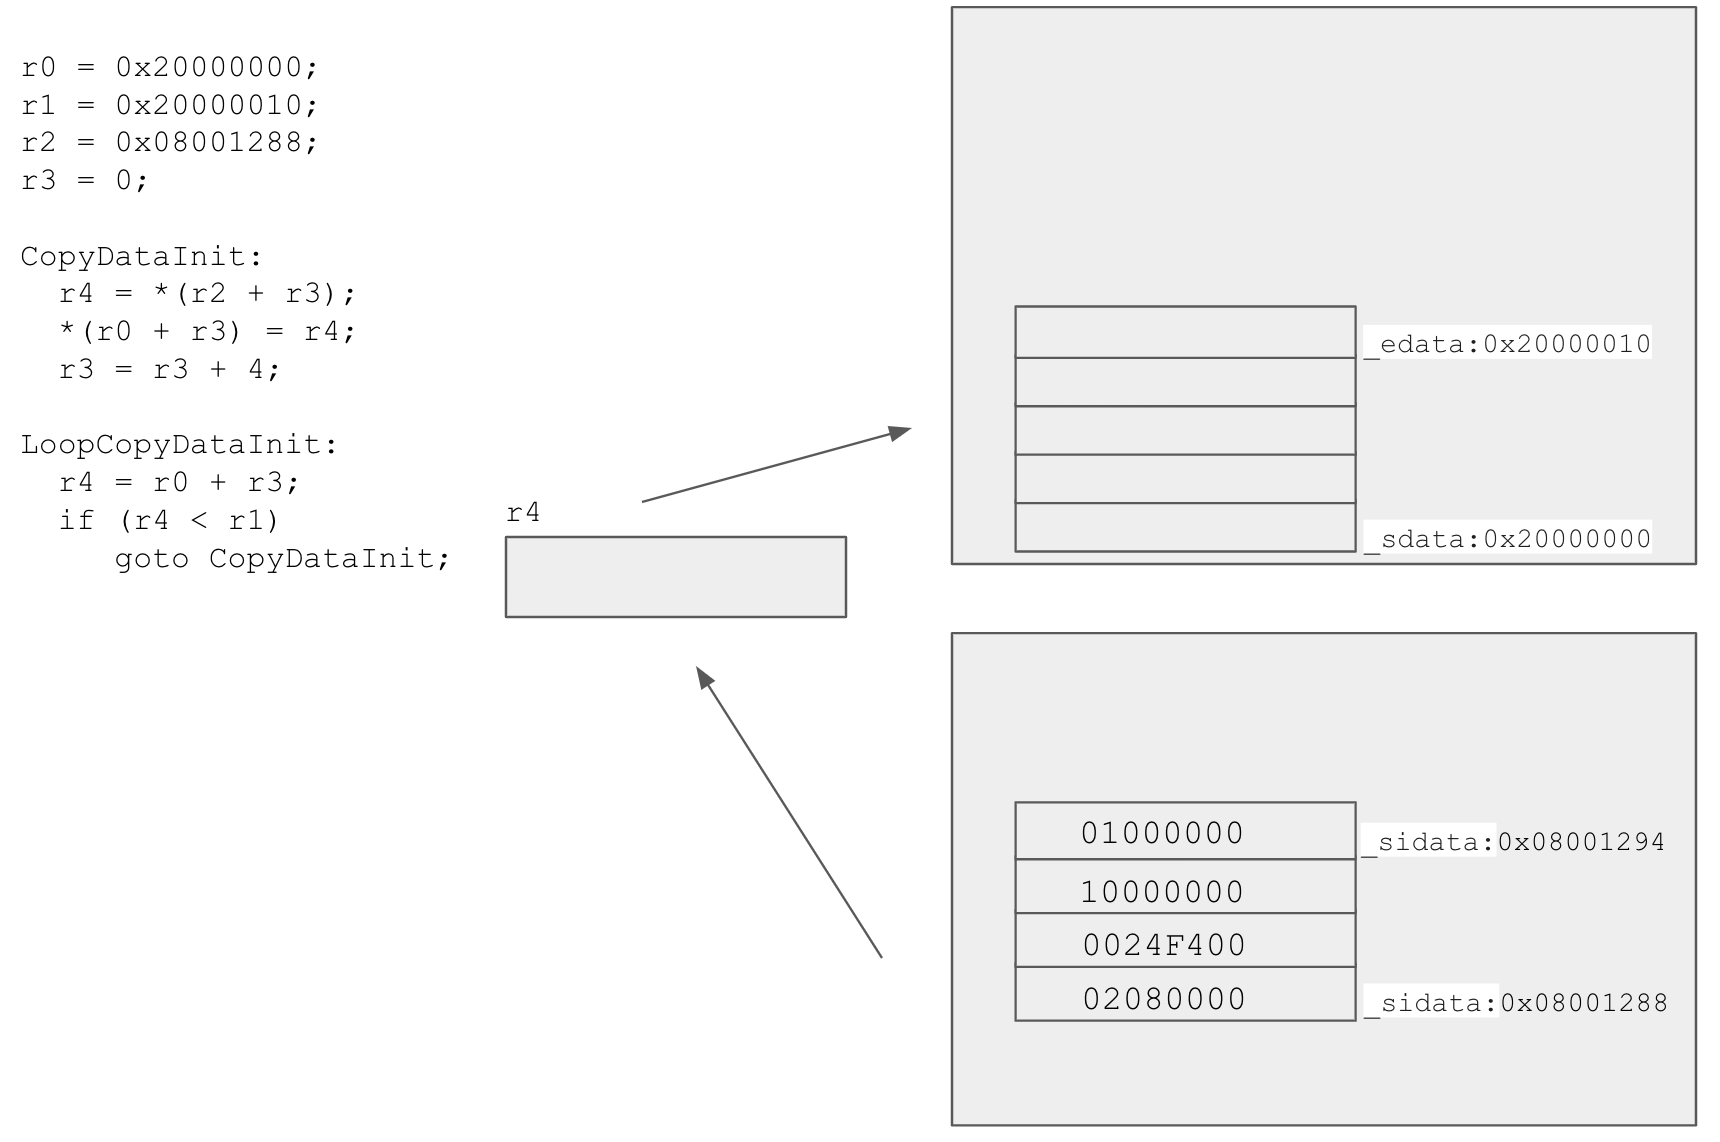 r0 = 0x20000000;
r1 = 0x20000010;
r2 = 0x08001288;
r3 = 0;
CopyDataInit:
r4 = *(r2 + r3);
*(r0 + r3) = r4;
r3 = r3 + 4;
LoopCopyDataInit:
r4 = r0 + r3;
if (r4 < r1)
goto CopyDataInit;
r4
_edata:0x20000010
_sdata:0x20000000
01000000
_sidata:0x08001294
10000000
0024F400
02080000
_sidata:0x08001288